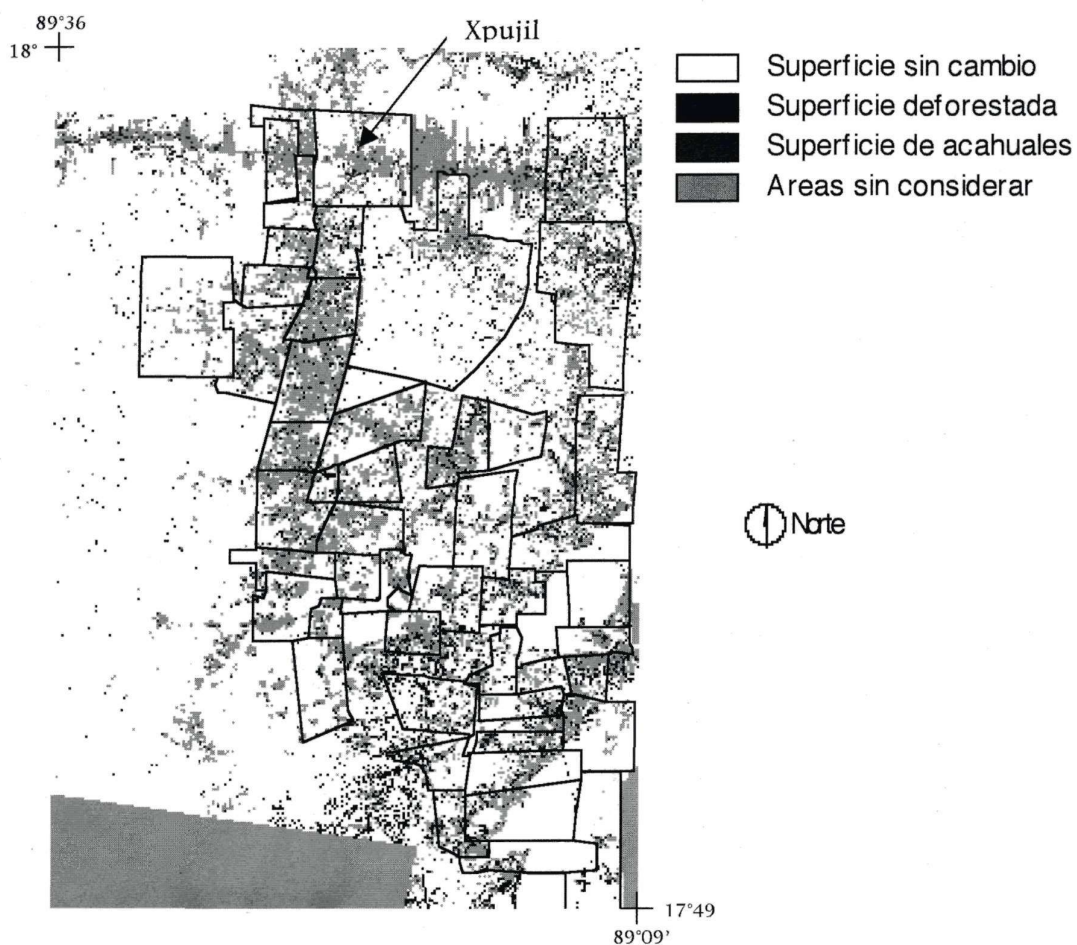 89°36
18°
Xpujil
Superficie sin cambio
Superficie deforestada
Superficie de acahuales
Areas sin considerar
Norte
17°49
89°09'